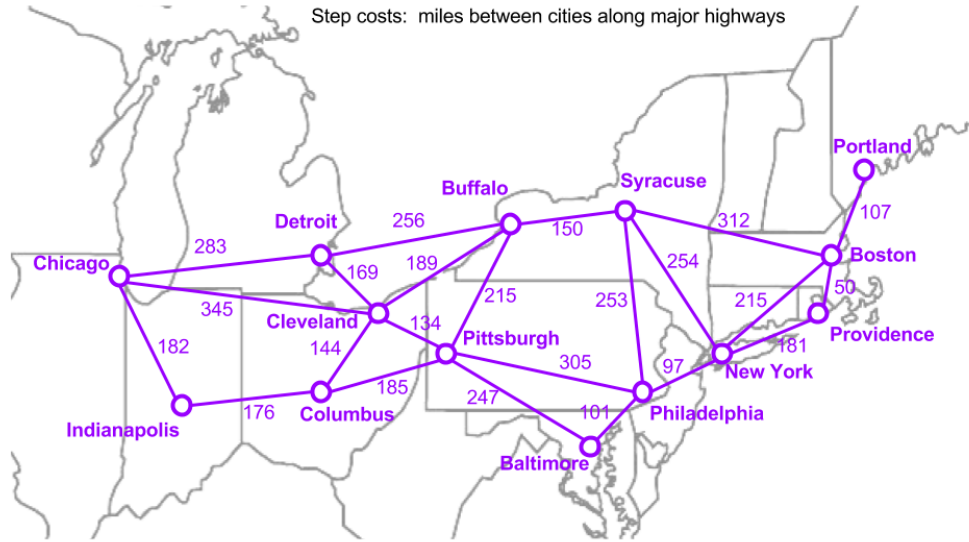 Step costs:  miles between cities along major highways
Portland
Syracuse
Buffalo
107
Detroit
256
150
312
283
Boston
Chicago
169
189
254
50
345
215
253
215
Cleveland
134
Providence
182
144
Pittsburgh
305
97
181
New York
185
247
101
Philadelphia
176
Columbus
Indianapolis
Baltimore